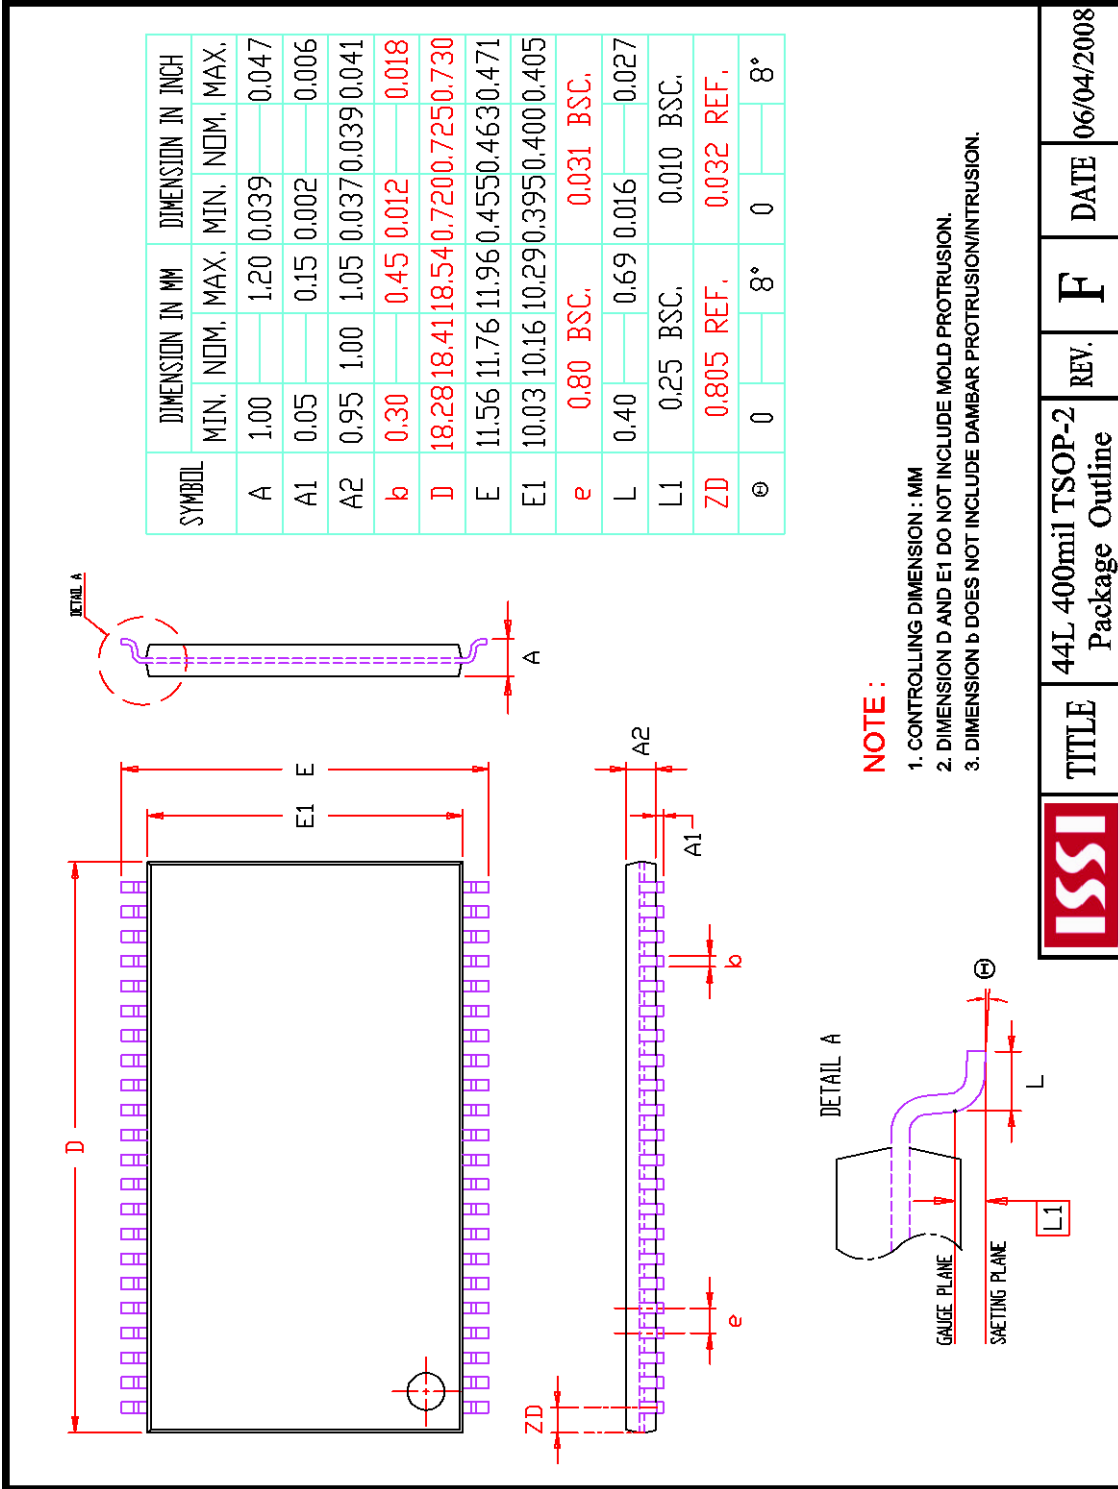 D
E1
E
DETAIL A
A
ZD
e
b
A1
A2
DETAIL A
GAUGE PLANE
SAETING PLANE
L1
L
Θ
SYMBOL DIMENSION IN MM DIMENSION IN INCH
MIN. NOM. MAX. MIN. NOM. MAX.
A 1.00 1.20 0.039 0.047
A1 0.05 0.15 0.002 0.006
A2 0.95 1.00 1.05 0.037 0.039 0.041
b 0.30 0.45 0.012 0.018
D 18.28 18.41 18.54 0.720 0.725 0.730
E 11.56 11.76 11.96 0.455 0.463 0.471
E1 10.03 10.16 10.29 0.395 0.400 0.405
e 0.80 BSC. 0.031 BSC.
L 0.40 0.69 0.016 0.027
L1 0.25 BSC. 0.010 BSC.
ZD 0.805 REF. 0.032 REF.
Θ 0 8° 0 8°
NOTE :
1. CONTROLLING DIMENSION : MM
2. DIMENSION D AND E1 DO NOT INCLUDE MOLD PROTRUSION.
3. DIMENSION b DOES NOT INCLUDE DAMBAR PROTRUSION/INTRUSION.
ISSI
TITLE
44L 400mil TSOP-2
Package Outline
REV.
F
DATE
06/04/2008